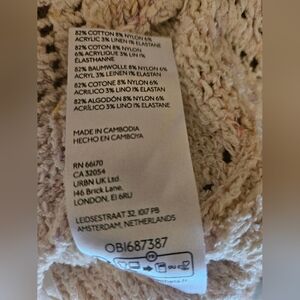 82% COTTON 8% NYLON 6%
ACRYLIC 3% LINEN 1% ELASTANE
82% COTON 8% NYLON
6% ACRYLIQUE 3% LIN 1%
ÉLASTHANNE
82% BAUMWOLLE 8% NYLON 6%
ACRYL 3% LEINEN 1% ELASTAN
82% COTONE 8% NYLON 6%
ACRILICO 3% LINO 1% ELASTAN
82% ALGODÓN 8% NYLON 6%
ACRÍLICO 3% LINO 1% ELASTANE
MADE IN CAMBODIA
HECHO EN CAMBOYA
RN 66170
CA 32054
URBN UK Ltd.
146 Brick Lane,
LONDON, E1 6RU
LEIDSESTRAAT 32, 1017 PB
AMSTERDAM, NETHERLANDS
OB1687387
FR